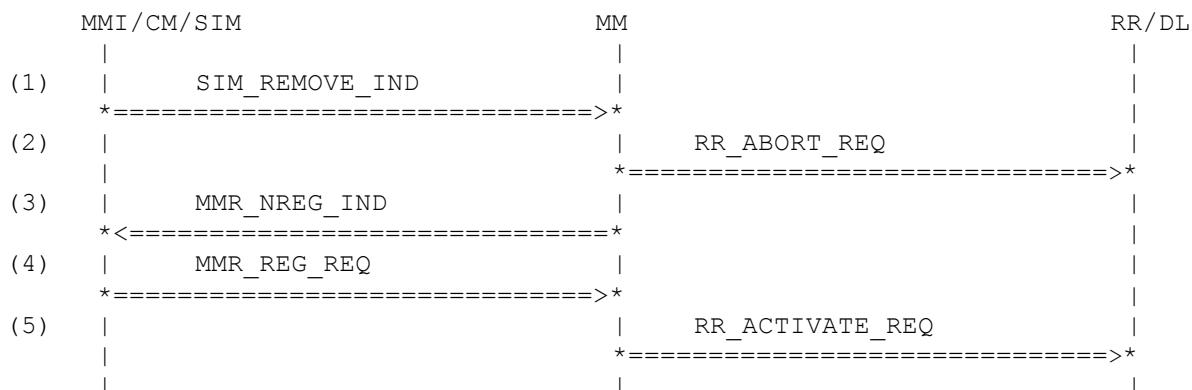 MMI/CM/SIM MM RR/DL
| | |
(1) | SIM_REMOVE_IND | |
*==============================>* |
(2) | | RR_ABORT_REQ |
| *==============================>*
(3) | MMR_NREG_IND | |
*<==============================* |
(4) | MMR_REG_REQ | |
*==============================>* |
(5) | | RR_ACTIVATE_REQ |
| *==============================>*
| | |